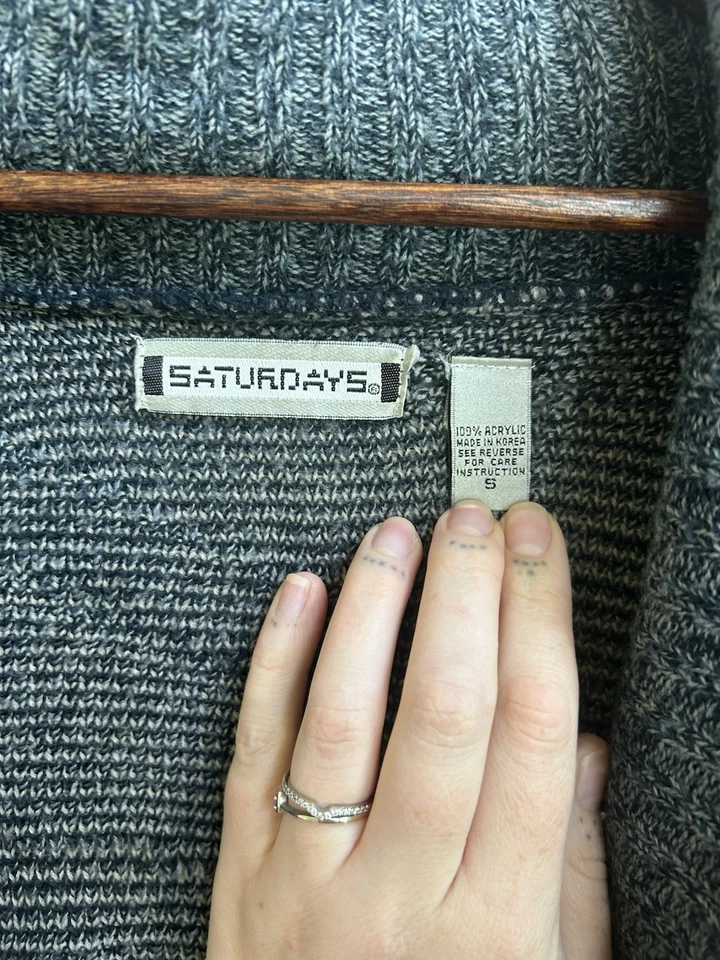 SATURDAYS®
100% ACRYLIC
MADE IN KOREA
SEE REVERSE
FOR CARE
INSTRUCTION
S